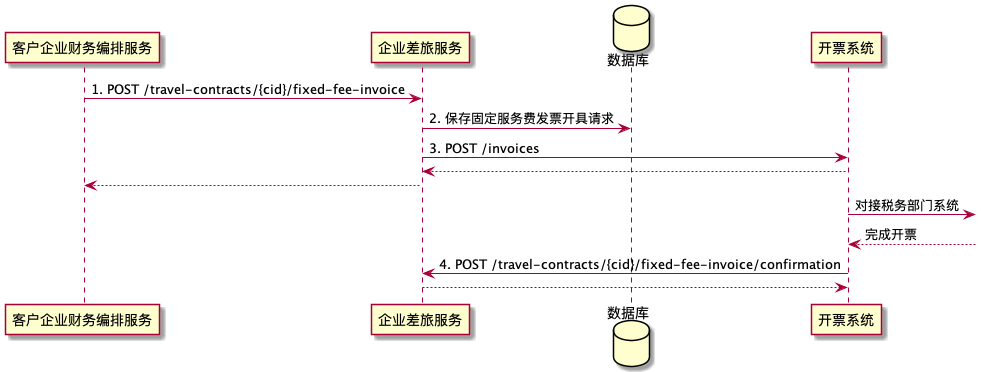 客户企业财务编排服务
企业差旅服务
数据库
开票系统
1. POST /travel-contracts/{cid}/fixed-fee-invoice
2. 保存固定服务费发票开具请求
3. POST /invoices
对接税务部门系统
完成开票
4. POST /travel-contracts/{cid}/fixed-fee-invoice/confirmation
客户企业财务编排服务
企业差旅服务
数据库
开票系统